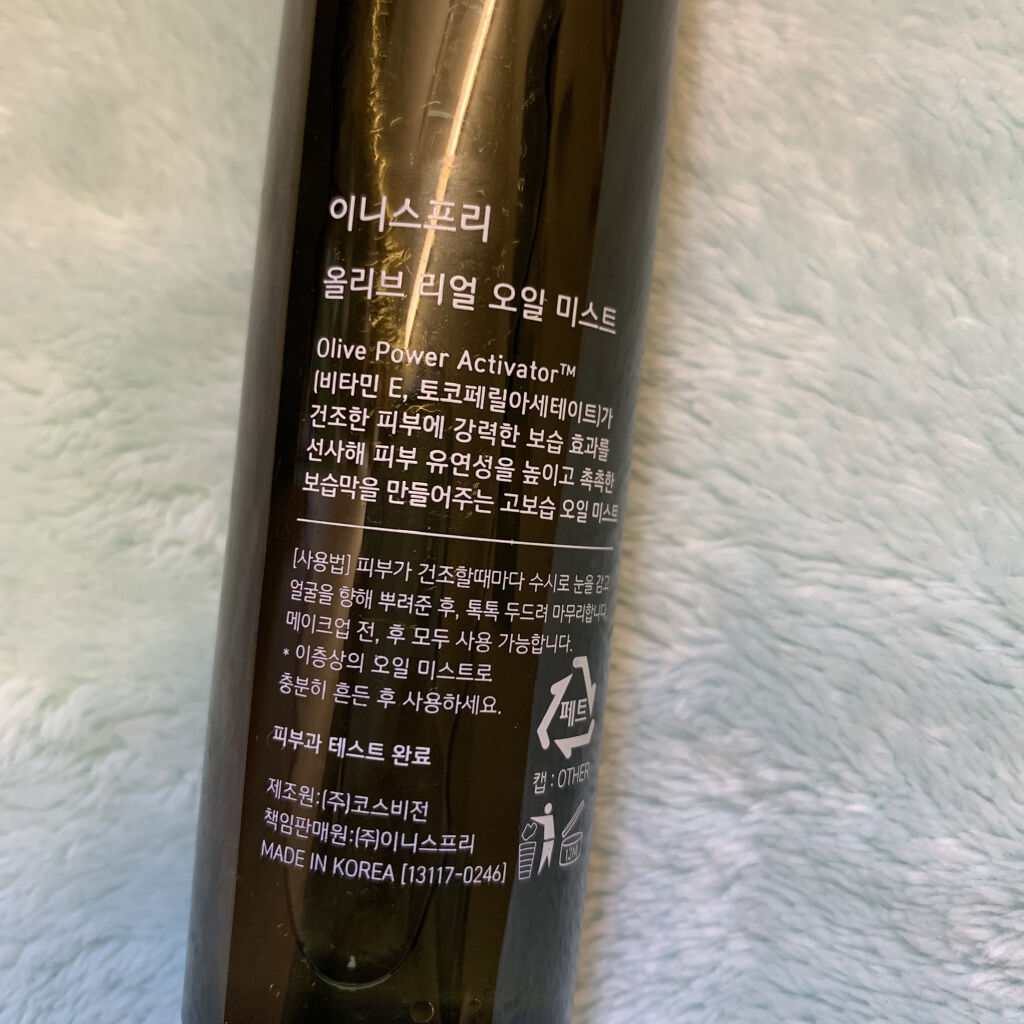 이니스프리
올리브 리얼 오일 미스트
Olive Power Activator™
(비타민 E, 토코페릴아세테이트)가
건조한 피부에 강력한 보습 효과를
선사해 피부 유연성을 높이고 촉촉한
보습막을 만들어주는 고보습 오일 미스트
[사용법] 피부가 건조할때마다 수시로 눈을 감고
얼굴을 향해 뿌려준 후, 톡톡 두드려 마무리합니다.
메이크업 전, 후 모두 사용 가능합니다.
* 이층상의 오일 미스트로
충분히 흔든 후 사용하세요.
페트
캡 : OTHER
피부과 테스트 완료
제조원:(주)코스비전
책임판매원:(주)이니스프리
MADE IN KOREA [13117-0246]
12M